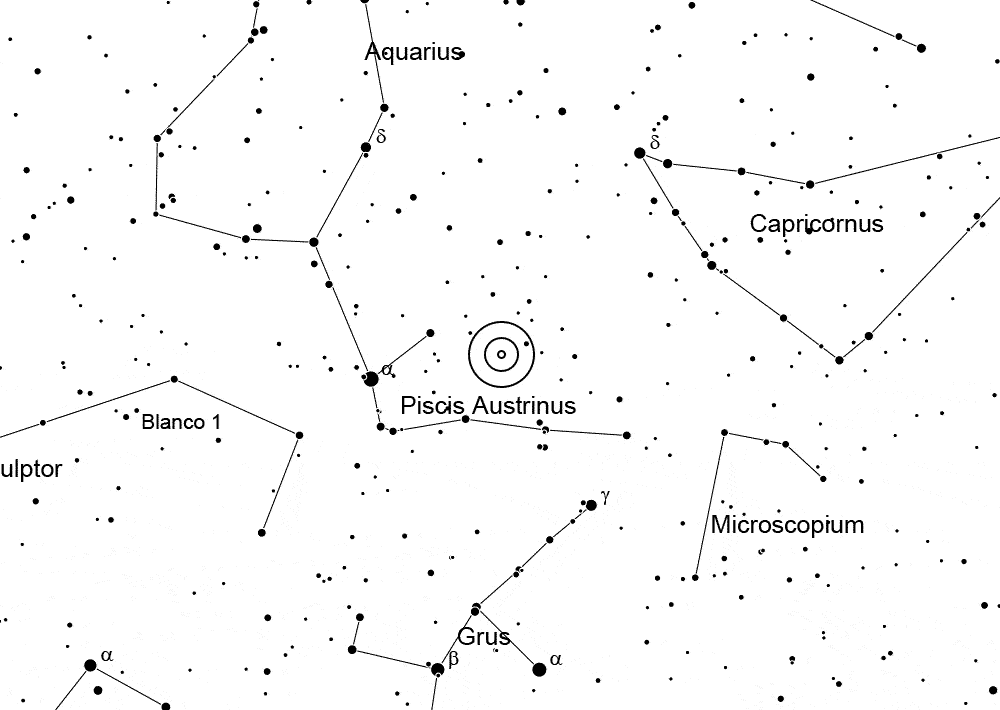 Aquarius
δ
δ
Capricornus
α
Piscis Austrinus
Blanco 1
ulptor
γ
Microscopium
Grus
β
α
α